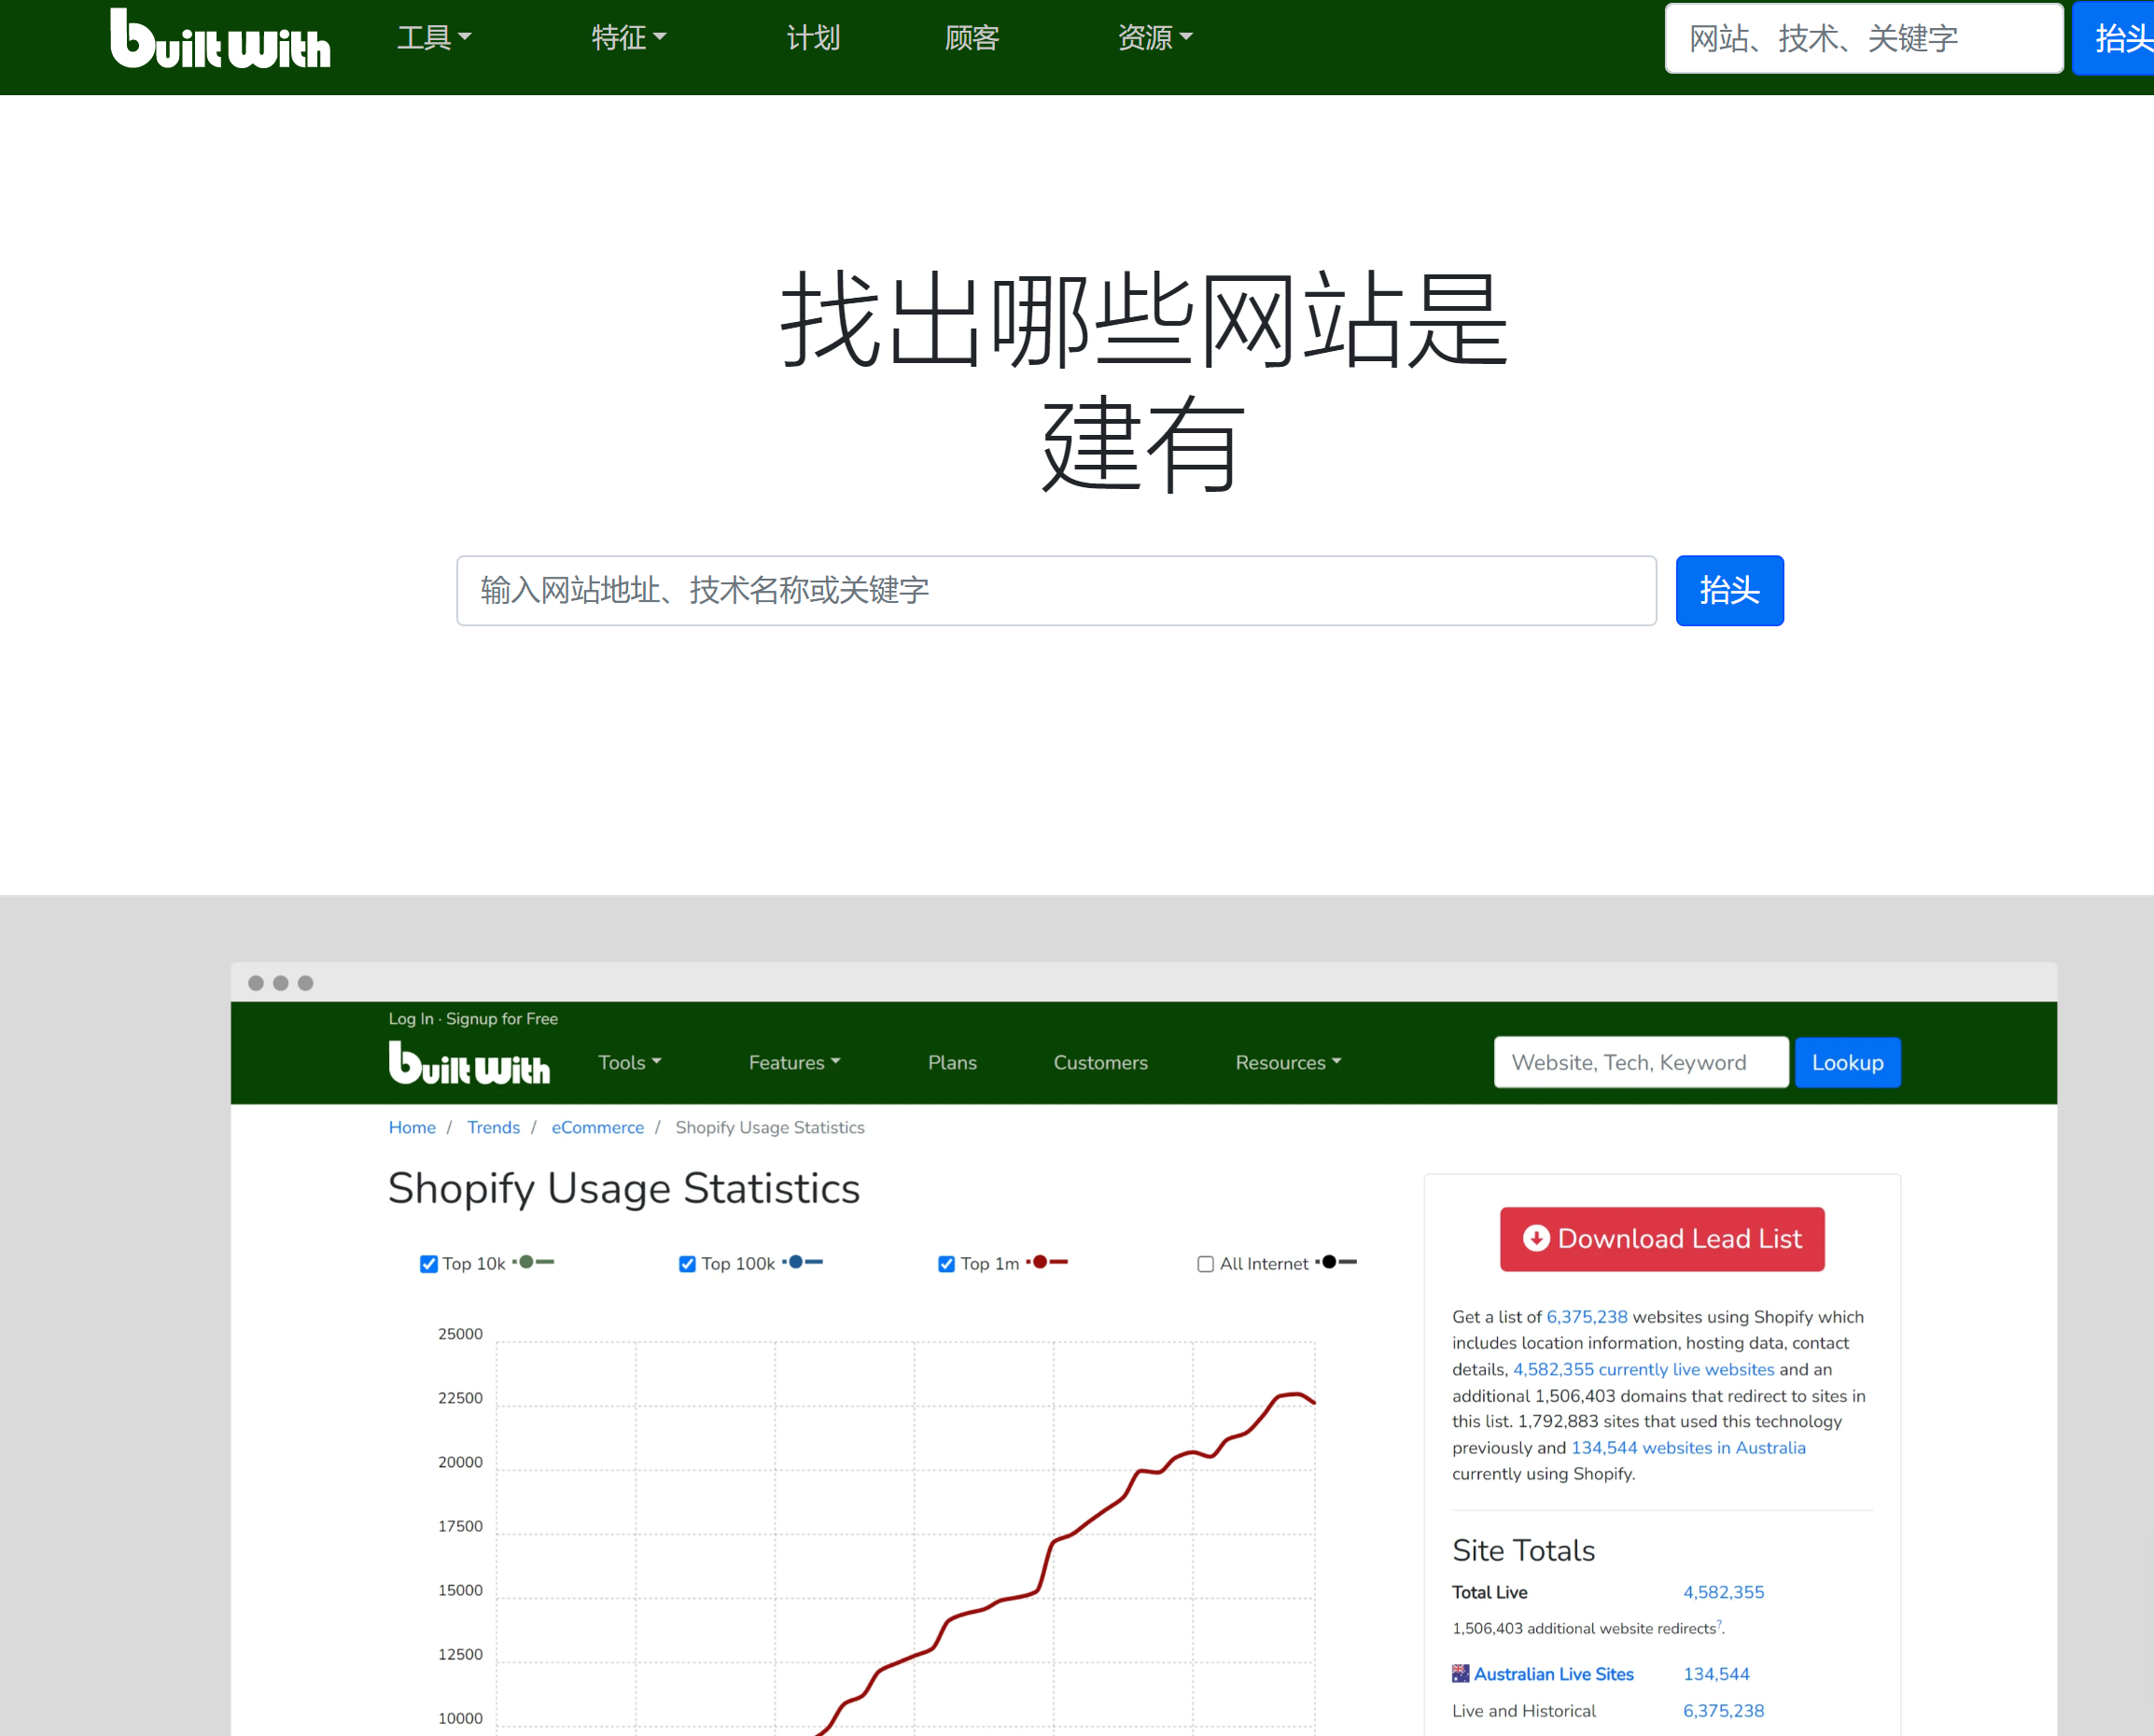 built with
工具 特征 计划 顾客 资源 网站、技术、关键字 抬头
找出哪些网站是
建有
输入网站地址、技术名称或关键字 抬头
Log In · Signup for Free
built with Tools Features Plans Customers Resources Website, Tech, Keyword Lookup
Home / Trends / eCommerce / Shopify Usage Statistics
Shopify Usage Statistics
Top 10k Top 100k Top 1m All Internet
25000
22500
20000
17500
15000
12500
10000
Download Lead List
Get a list of 6,375,238 websites using Shopify which
includes location information, hosting data, contact
details, 4,582,355 currently live websites and an
additional 1,506,403 domains that redirect to sites in
this list. 1,792,883 sites that used this technology
previously and 134,544 websites in Australia
currently using Shopify.
Site Totals
Total Live 4,582,355
1,506,403 additional website redirects?.
Australian Live Sites 134,544
Live and Historical 6,375,238